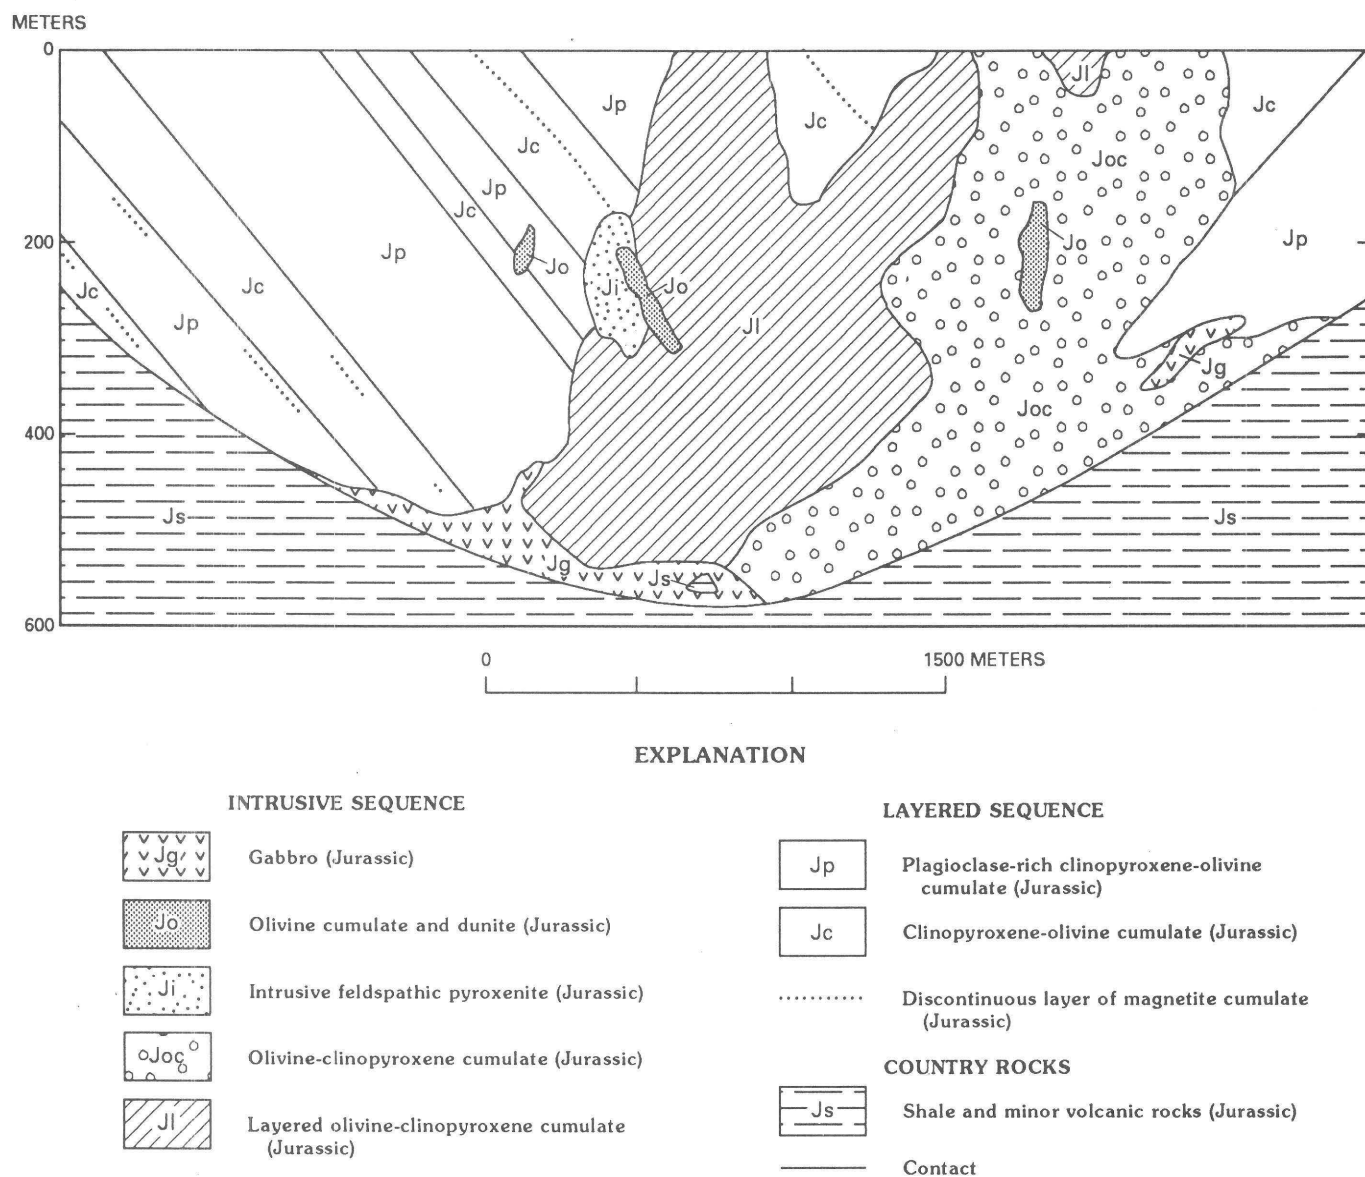 METERS
0
200
400
600
Jp
Jc
Jp
Jc
Jc
Jp
Jo
Jp
Jc
Jp
Jc
Ji
Jo
Jc
Jl
Jl
Joc
Jo
Joc
Jc
Jp
Jg
Js
Jg
Js
Js
0
1500 METERS
EXPLANATION
INTRUSIVE SEQUENCE
Jg
Gabbro (Jurassic)
Jo
Olivine cumulate and dunite (Jurassic)
Ji
Intrusive feldspathic pyroxenite (Jurassic)
Joc
Olivine-clinopyroxene cumulate (Jurassic)
Jl
Layered olivine-clinopyroxene cumulate
(Jurassic)
LAYERED SEQUENCE
Jp
Plagioclase-rich clinopyroxene-olivine
cumulate (Jurassic)
Jc
Clinopyroxene-olivine cumulate (Jurassic)
Discontinuous layer of magnetite cumulate
(Jurassic)
COUNTRY ROCKS
Js
Shale and minor volcanic rocks (Jurassic)
Contact